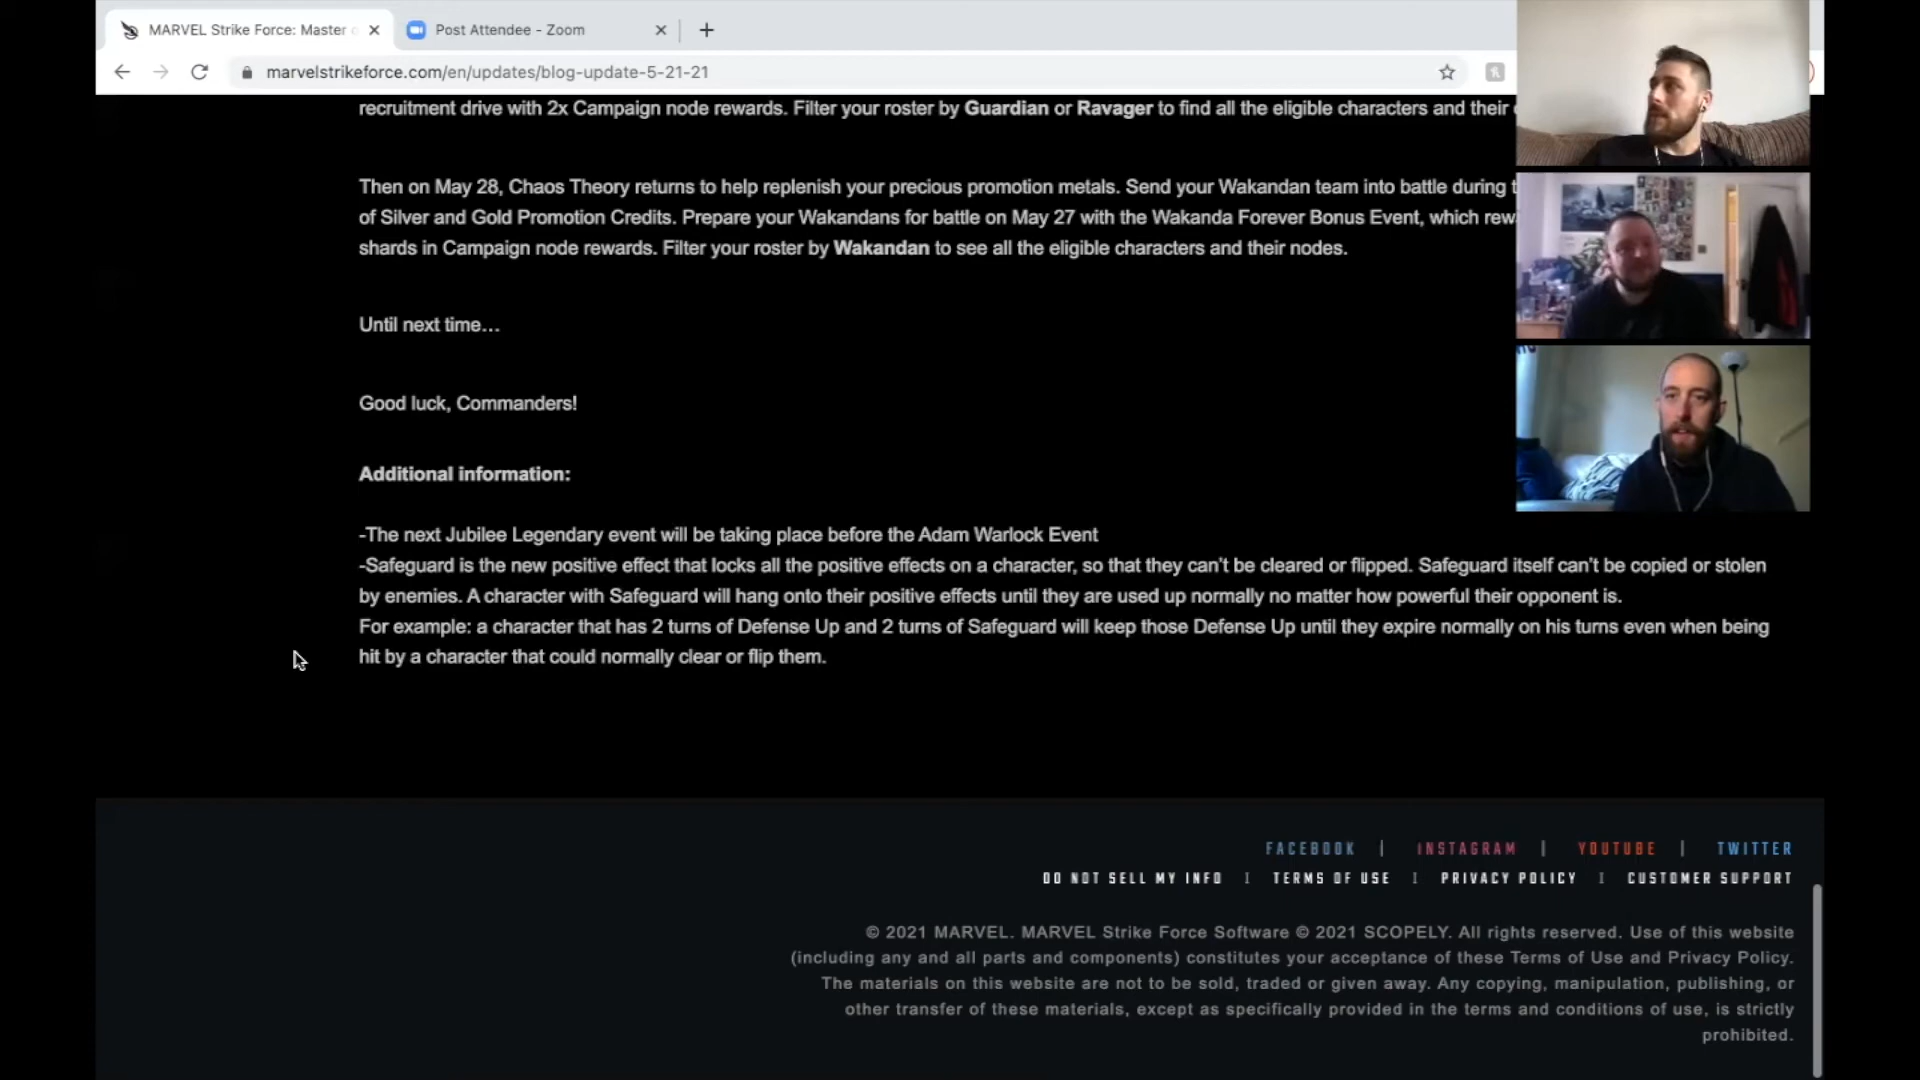 MARVEL Strike Force: Master o
Post Attendee - Zoom
marvelstrikeforce.com/en/updates/blog-update-5-21-21
recruitment drive with 2x Campaign node rewards. Filter your roster by Guardian or Ravager to find all the eligible characters and their
Then on May 28, Chaos Theory returns to help replenish your precious promotion metals. Send your Wakandan team into battle during
of Silver and Gold Promotion Credits. Prepare your Wakandans for battle on May 27 with the Wakanda Forever Bonus Event, which rew
shards in Campaign node rewards. Filter your roster by Wakandan to see all the eligible characters and their nodes.
Until next time…
Good luck, Commanders!
Additional information:
-The next Jubilee Legendary event will be taking place before the Adam Warlock Event
-Safeguard is the new positive effect that locks all the positive effects on a character, so that they can't be cleared or flipped. Safeguard itself can't be copied or stolen
by enemies. A character with Safeguard will hang onto their positive effects until they are used up normally no matter how powerful their opponent is.
For example: a character that has 2 turns of Defense Up and 2 turns of Safeguard will keep those Defense Up until they expire normally on his turns even when being
hit by a character that could normally clear or flip them.
FACEBOOK | INSTAGRAM | YOUTUBE | TWITTER
DO NOT SELL MY INFO | TERMS OF USE | PRIVACY POLICY | CUSTOMER SUPPORT
© 2021 MARVEL. MARVEL Strike Force Software © 2021 SCOPELY. All rights reserved. Use of this website
(including any and all parts and components) constitutes your acceptance of these Terms of Use and Privacy Policy.
The materials on this website are not to be sold, traded or given away. Any copying, manipulation, publishing, or
other transfer of these materials, except as specifically provided in the terms and conditions of use, is strictly
prohibited.